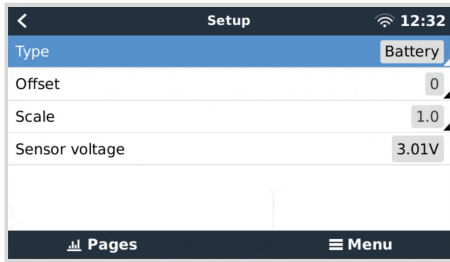 Setup 12:32
Type Battery
Offset 0
Scale 1.0
Sensor voltage 3.01V
Pages Menu